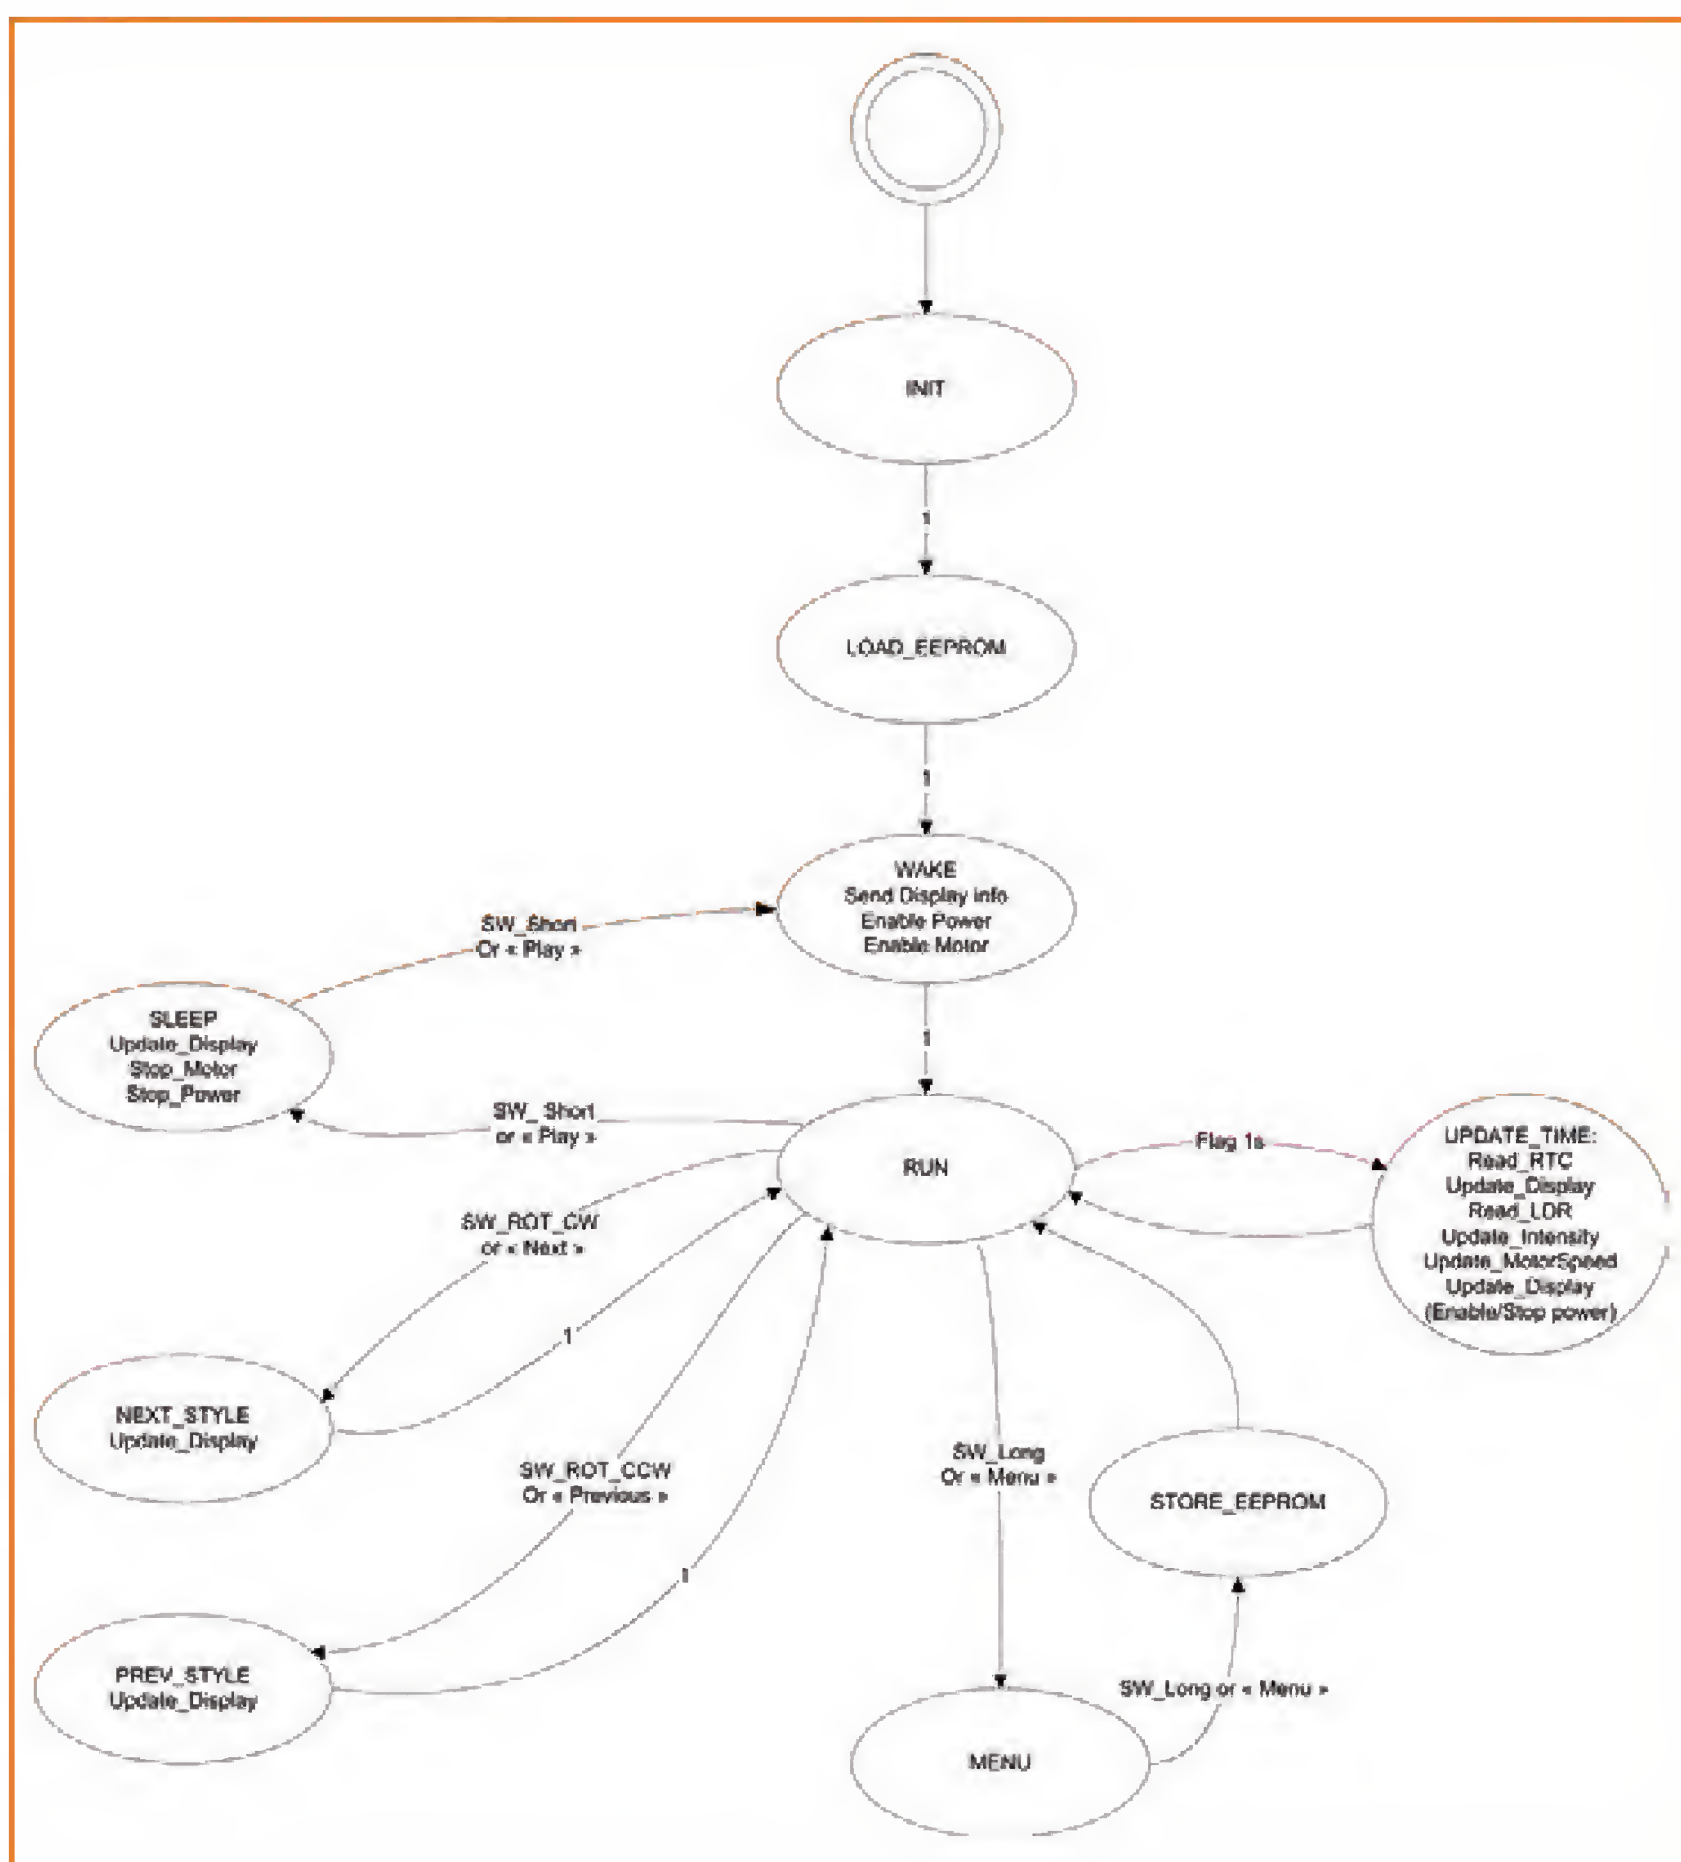 INIT
1
LOAD_EEPROM
1
WAKE
Send Display info
Enable Power
Enable Motor
SW_Short
Or « Play »
SLEEP
Update_Display
Stop_Motor
Stop_Power
1
SW_ Short
or « Play »
RUN
Flag 1s
UPDATE_TIME:
Read_RTC
Update_Display
Read_LDR
Update_Intensity
Update_MotorSpeed
Update_Display
(Enable/Stop power)
SW_ROT_CW
or « Next »
1
NEXT_STYLE
Update_Display
SW_ROT_CCW
Or « Previous »
SW_Long
Or « Menu »
STORE_EEPROM
1
PREV_STYLE
Update_Display
SW_Long or « Menu »
MENU